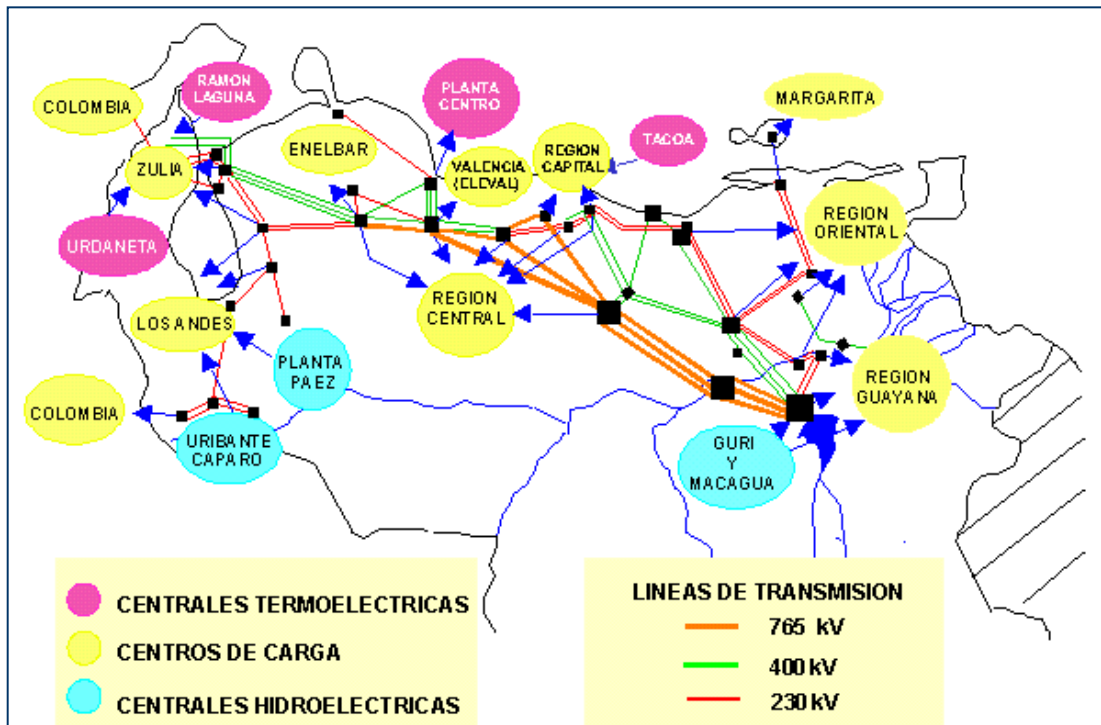 COLOMBIA
RAMON
LAGUNA
ZULIA
URDANETA
ENELBAR
PLANTA
CENTRO
VALENCIA
(ELEVAL)
REGION
CAPITAL
TACOA
MARGARITA
REGION
ORIENTAL
REGION
CENTRAL
LOS ANDES
PLANTA
PAEZ
COLOMBIA
URIBANTE
CAPARO
GURI
Y
MACAGUA
REGION
GUAYANA
CENTRALES TERMOELECTRICAS
CENTROS DE CARGA
CENTRALES HIDROELECTRICAS
LINEAS DE TRANSMISION
765 kV
400 kV
230 kV